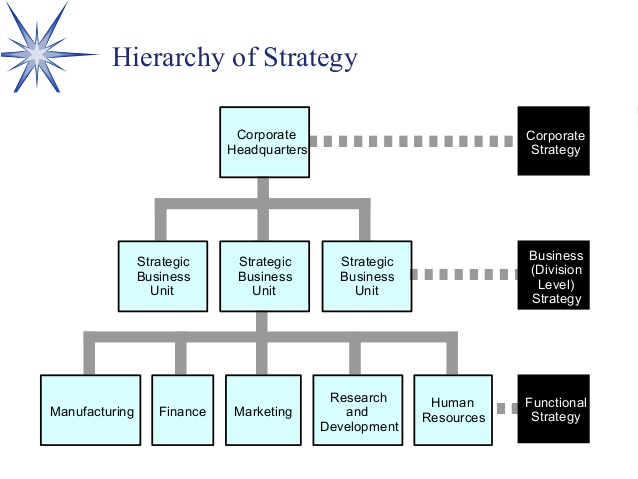 Hierarchy of Strategy
Corporate
Headquarters
Corporate
Strategy
Strategic
Business
Unit
Strategic
Business
Unit
Strategic
Business
Unit
Business
(Division
Level)
Strategy
Manufacturing
Finance
Marketing
Research
and
Development
Human
Resources
Functional
Strategy